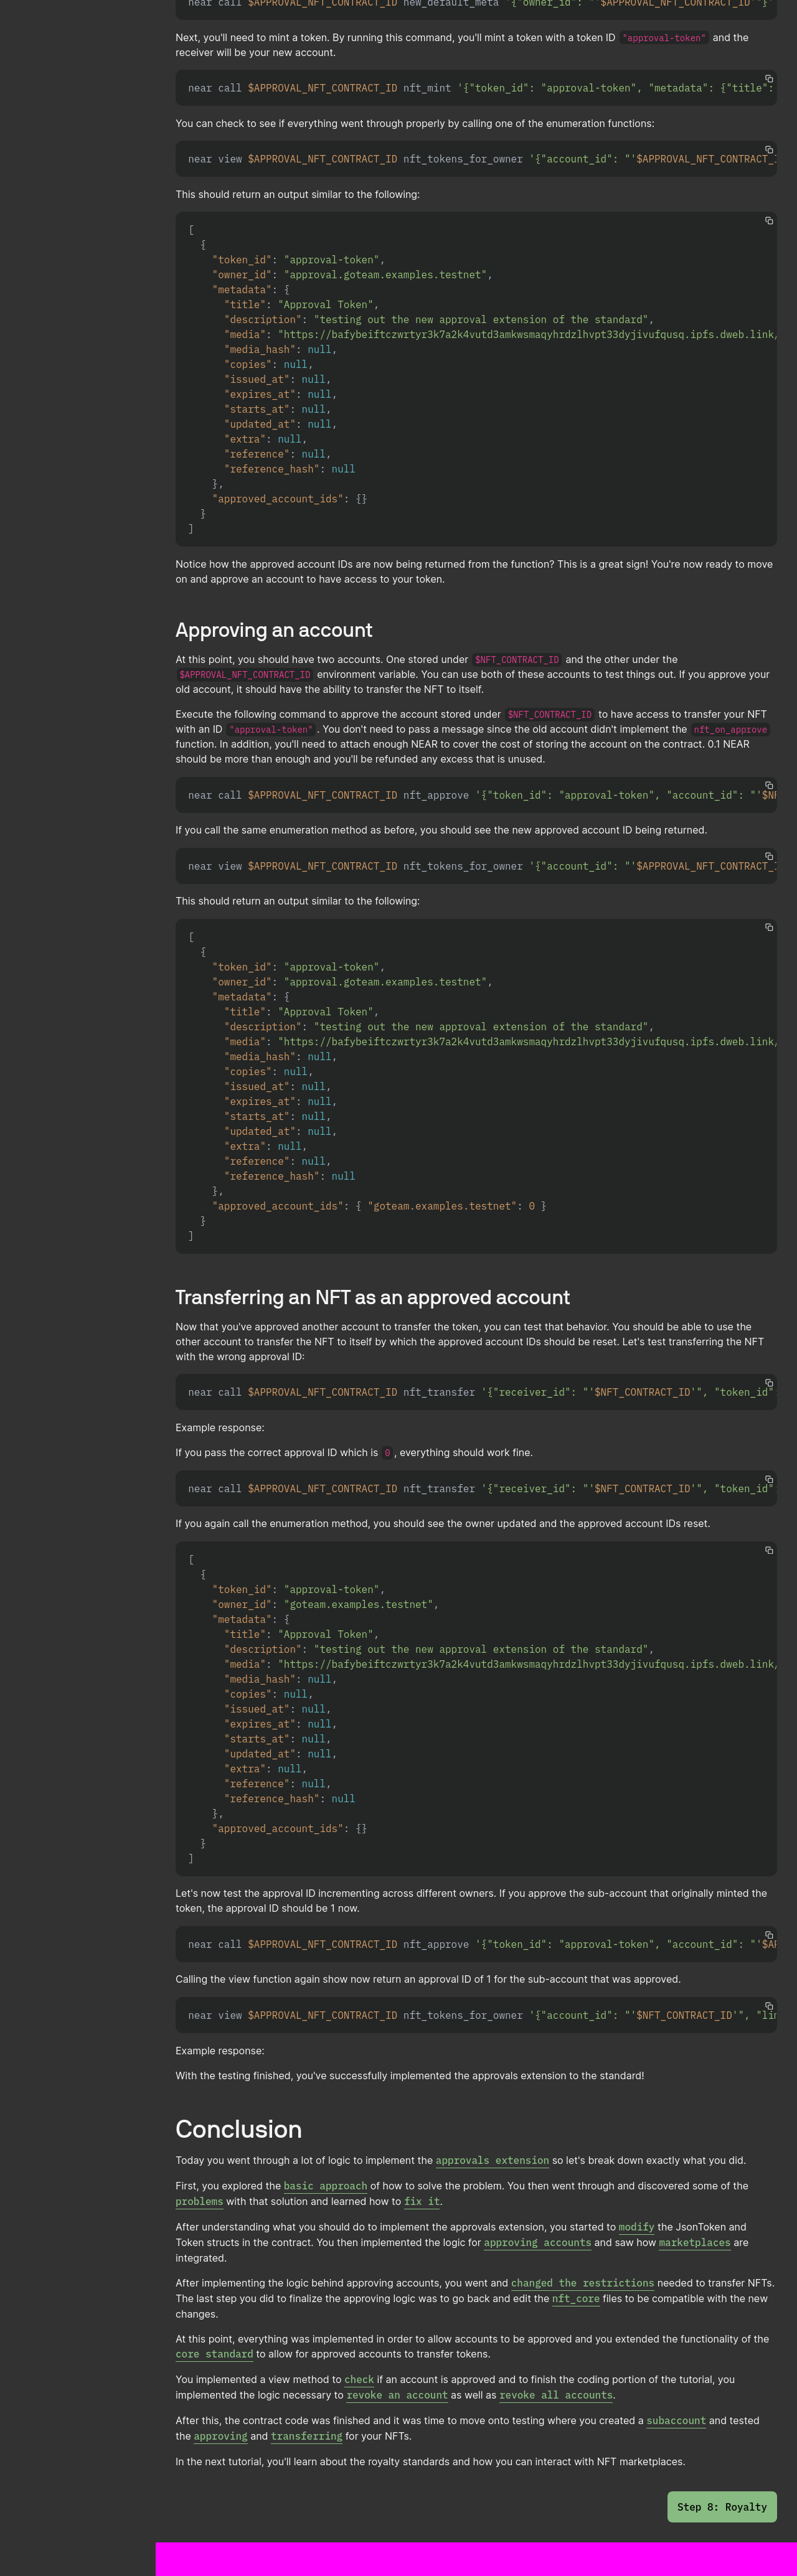 near call $APPROVAL_NFT_CONTRACT_ID new_default_meta '{"owner_id": "'$APPROVAL_NFT_CONTRACT_ID'"}'
Next, you'll need to mint a token. By running this command, you'll mint a token with a token ID "approval-token" and the
receiver will be your new account.
near call $APPROVAL_NFT_CONTRACT_ID nft_mint '{"token_id": "approval-token", "metadata": {"title":
You can check to see if everything went through properly by calling one of the enumeration functions:
near view $APPROVAL_NFT_CONTRACT_ID nft_tokens_for_owner '{"account_id": "'$APPROVAL_NFT_CONTRACT_I
This should return an output similar to the following:
[
{
"token_id": "approval-token",
"owner_id": "approval.goteam.examples.testnet",
"metadata": {
"title": "Approval Token",
"description": "testing out the new approval extension of the standard",
"media": "https://bafybeiftczwrtyr3k7a2k4vutd3amkwsmaqyhrdzlhvpt33dyjivufqusq.ipfs.dweb.link/
"media_hash": null,
"copies": null,
"issued_at": null,
"expires_at": null,
"starts_at": null,
"updated_at": null,
"extra": null,
"reference": null,
"reference_hash": null
},
"approved_account_ids": {}
}
]
Notice how the approved account IDs are now being returned from the function? This is a great sign! You're now ready to move
on and approve an account to have access to your token.
Approving an account
At this point, you should have two accounts. One stored under $NFT_CONTRACT_ID and the other under the
$APPROVAL_NFT_CONTRACT_ID environment variable. You can use both of these accounts to test things out. If you approve your
old account, it should have the ability to transfer the NFT to itself.
Execute the following command to approve the account stored under $NFT_CONTRACT_ID to have access to transfer your NFT
with an ID "approval-token". You don't need to pass a message since the old account didn't implement the nft_on_approve
function. In addition, you'll need to attach enough NEAR to cover the cost of storing the account on the contract. 0.1 NEAR
should be more than enough and you'll be refunded any excess that is unused.
near call $APPROVAL_NFT_CONTRACT_ID nft_approve '{"token_id": "approval-token", "account_id": "'$NF
If you call the same enumeration method as before, you should see the new approved account ID being returned.
near view $APPROVAL_NFT_CONTRACT_ID nft_tokens_for_owner '{"account_id": "'$APPROVAL_NFT_CONTRACT_I
This should return an output similar to the following:
[
{
"token_id": "approval-token",
"owner_id": "approval.goteam.examples.testnet",
"metadata": {
"title": "Approval Token",
"description": "testing out the new approval extension of the standard",
"media": "https://bafybeiftczwrtyr3k7a2k4vutd3amkwsmaqyhrdzlhvpt33dyjivufqusq.ipfs.dweb.link/
"media_hash": null,
"copies": null,
"issued_at": null,
"expires_at": null,
"starts_at": null,
"updated_at": null,
"extra": null,
"reference": null,
"reference_hash": null
},
"approved_account_ids": { "goteam.examples.testnet": 0 }
}
]
Transferring an NFT as an approved account
Now that you've approved another account to transfer the token, you can test that behavior. You should be able to use the
other account to transfer the NFT to itself by which the approved account IDs should be reset. Let's test transferring the NFT
with the wrong approval ID:
near call $APPROVAL_NFT_CONTRACT_ID nft_transfer '{"receiver_id": "'$NFT_CONTRACT_ID'", "token_id"
Example response:
If you pass the correct approval ID which is 0, everything should work fine.
near call $APPROVAL_NFT_CONTRACT_ID nft_transfer '{"receiver_id": "'$NFT_CONTRACT_ID'", "token_id"
If you again call the enumeration method, you should see the owner updated and the approved account IDs reset.
[
{
"token_id": "approval-token",
"owner_id": "goteam.examples.testnet",
"metadata": {
"title": "Approval Token",
"description": "testing out the new approval extension of the standard",
"media": "https://bafybeiftczwrtyr3k7a2k4vutd3amkwsmaqyhrdzlhvpt33dyjivufqusq.ipfs.dweb.link/
"media_hash": null,
"copies": null,
"issued_at": null,
"expires_at": null,
"starts_at": null,
"updated_at": null,
"extra": null,
"reference": null,
"reference_hash": null
},
"approved_account_ids": {}
}
]
Let's now test the approval ID incrementing across different owners. If you approve the sub-account that originally minted the
token, the approval ID should be 1 now.
near call $APPROVAL_NFT_CONTRACT_ID nft_approve '{"token_id": "approval-token", "account_id": "'$AP
Calling the view function again show now return an approval ID of 1 for the sub-account that was approved.
near view $APPROVAL_NFT_CONTRACT_ID nft_tokens_for_owner '{"account_id": "'$NFT_CONTRACT_ID'", "lim
Example response:
With the testing finished, you've successfully implemented the approvals extension to the standard!
Conclusion
Today you went through a lot of logic to implement the approvals extension so let's break down exactly what you did.
First, you explored the basic approach of how to solve the problem. You then went through and discovered some of the
problems with that solution and learned how to fix it.
After understanding what you should do to implement the approvals extension, you started to modify the JsonToken and
Token structs in the contract. You then implemented the logic for approving accounts and saw how marketplaces are
integrated.
After implementing the logic behind approving accounts, you went and changed the restrictions needed to transfer NFTs.
The last step you did to finalize the approving logic was to go back and edit the nft_core files to be compatible with the new
changes.
At this point, everything was implemented in order to allow accounts to be approved and you extended the functionality of the
core standard to allow for approved accounts to transfer tokens.
You implemented a view method to check if an account is approved and to finish the coding portion of the tutorial, you
implemented the logic necessary to revoke an account as well as revoke all accounts.
After this, the contract code was finished and it was time to move onto testing where you created a subaccount and tested
the approving and transferring for your NFTs.
In the next tutorial, you'll learn about the royalty standards and how you can interact with NFT marketplaces.
Step 8: Royalty